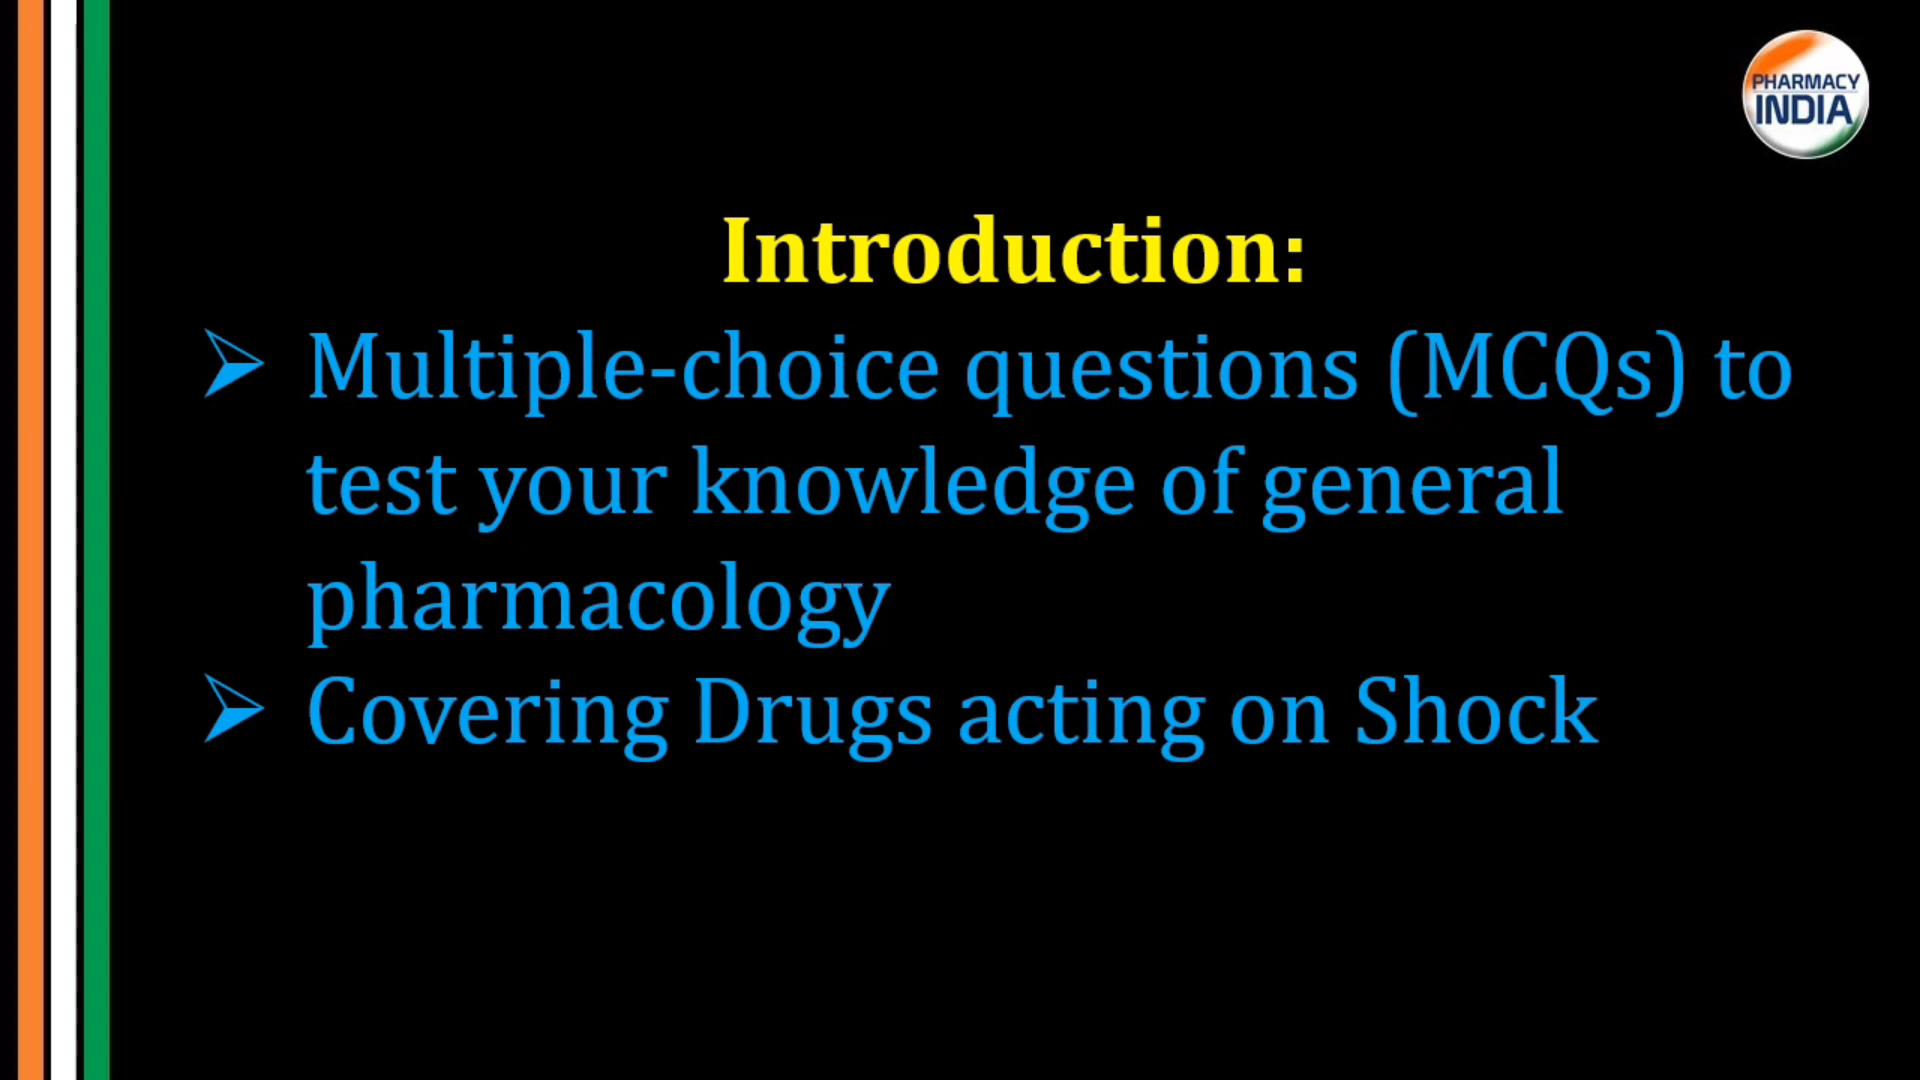 PHARMACY
INDIA
Introduction:
➢ Multiple-choice questions (MCQs) to
test your knowledge of general
pharmacology
➢ Covering Drugs acting on Shock